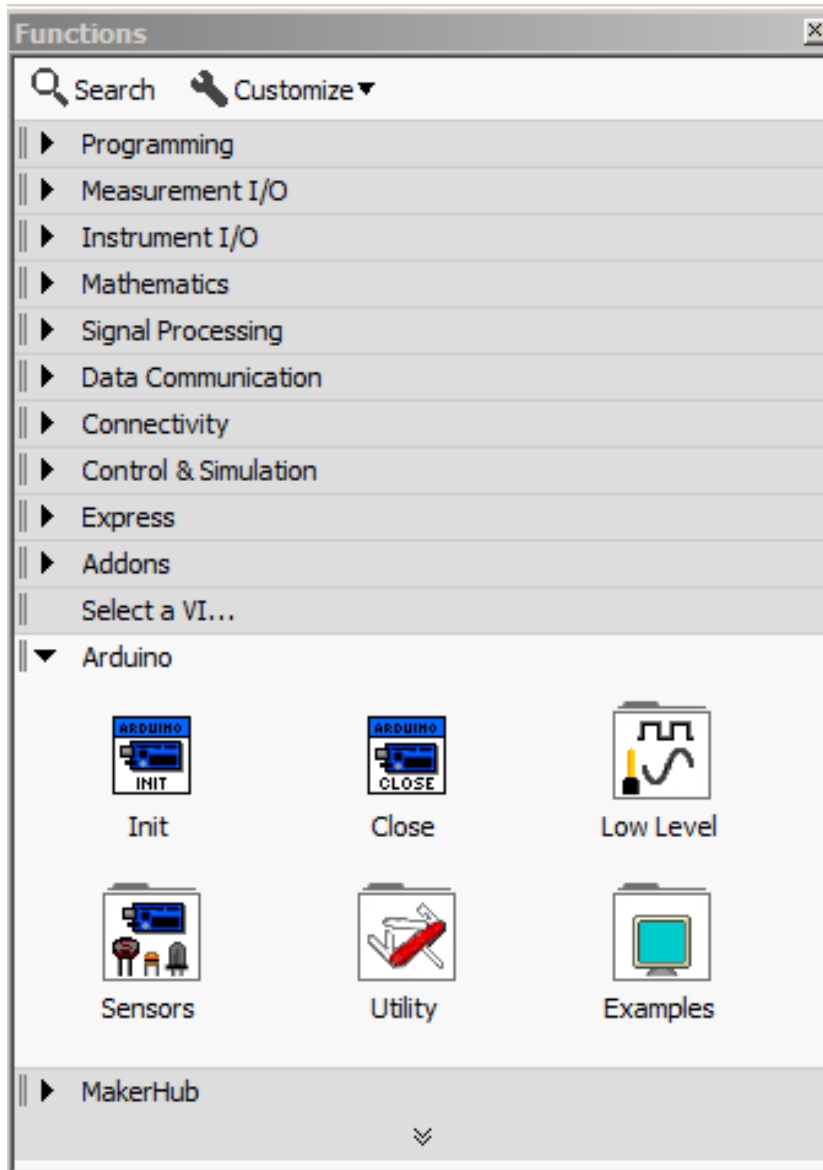 Functions
Search Customize
Programming
Measurement I/O
Instrument I/O
Mathematics
Signal Processing
Data Communication
Connectivity
Control & Simulation
Express
Addons
Select a VI...
Arduino
ARDUINO ARDUINO
INIT CLOSE
Init Close Low Level
Sensors Utility Examples
MakerHub